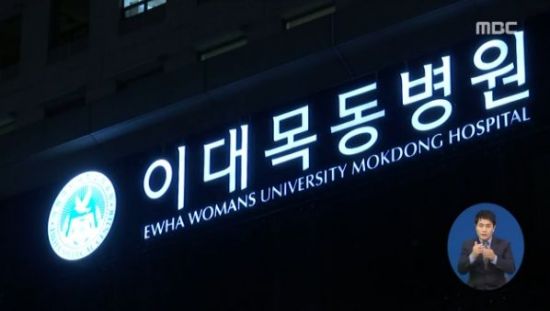 MBC
이대목동병원
EWHA WOMANS UNIVERSITY MOKDONG HOSPITAL